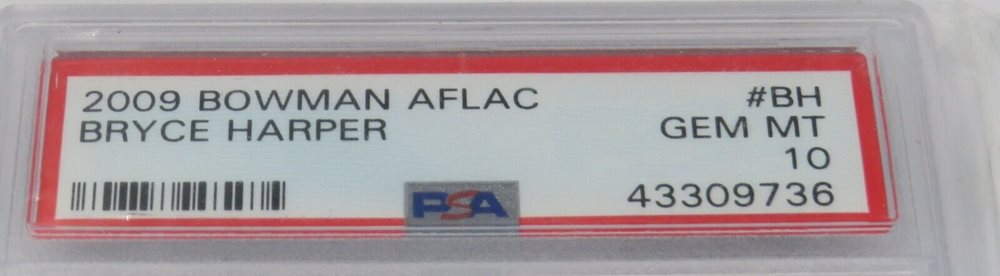 2009 BOWMAN AFLAC #BH
BRYCE HARPER GEM MT
10
PSA 43309736